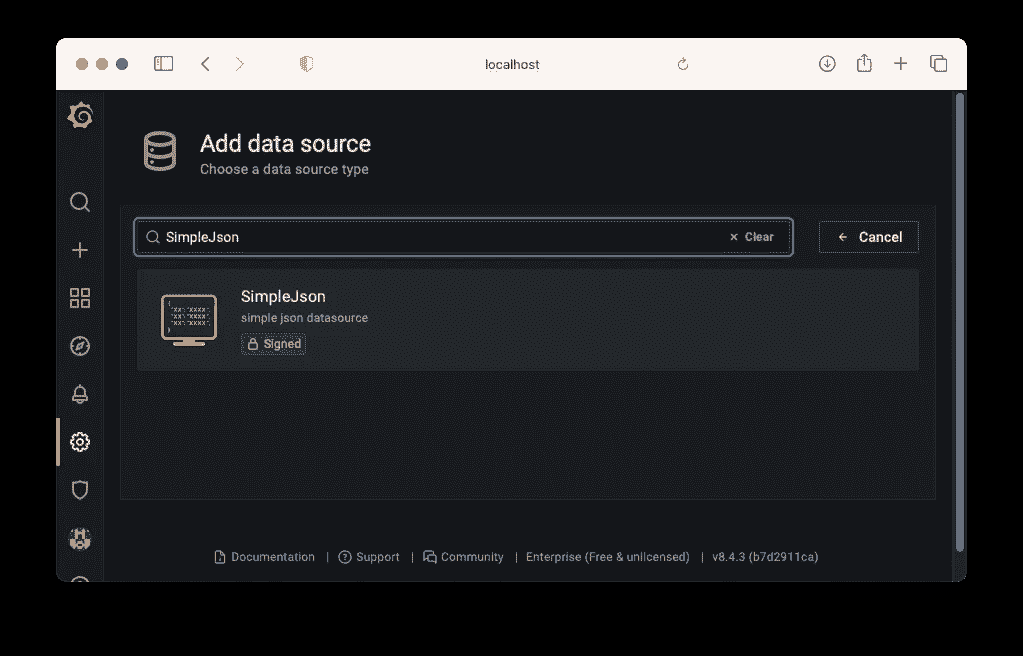 localhost
Add data source
Choose a data source type
SimpleJson
Clear
Cancel
SimpleJson
simple json datasource
Signed
Documentation | Support | Community | Enterprise (Free & unlicensed) | v8.4.3 (b7d2911ca)